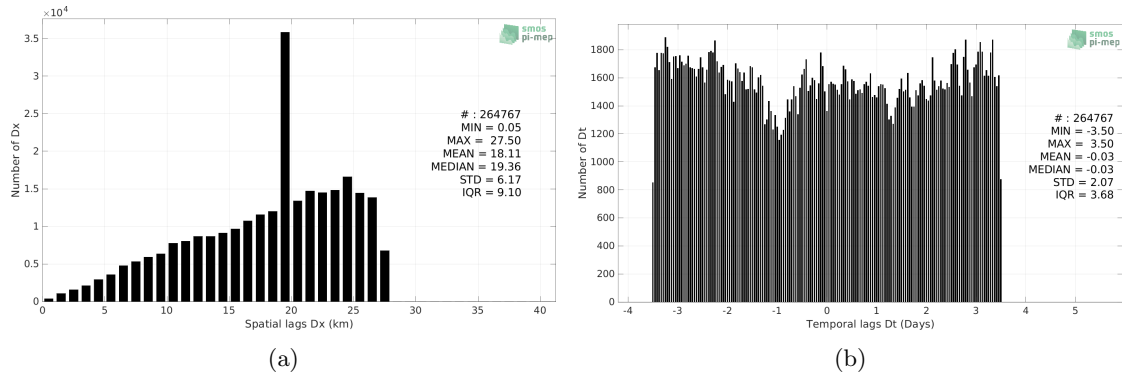 ×10⁴
3.5
3
2.5
2
1.5
1
0.5
0
Number of Dx
smos
pi-mep
# : 264767
MIN = 0.05
MAX = 27.50
MEAN = 18.11
MEDIAN = 19.36
STD = 6.17
IQR = 9.10
0 5 10 15 20 25 30 35 40
Spatial lags Dx (km)
(a)
1800
1600
1400
1200
1000
800
600
400
200
0
Number of Dt
smos
pi-mep
# : 264767
MIN = -3.50
MAX = 3.50
MEAN = -0.03
MEDIAN = -0.03
STD = 2.07
IQR = 3.68
-4 -3 -2 -1 0 1 2 3 4 5
Temporal lags Dt (Days)
(b)